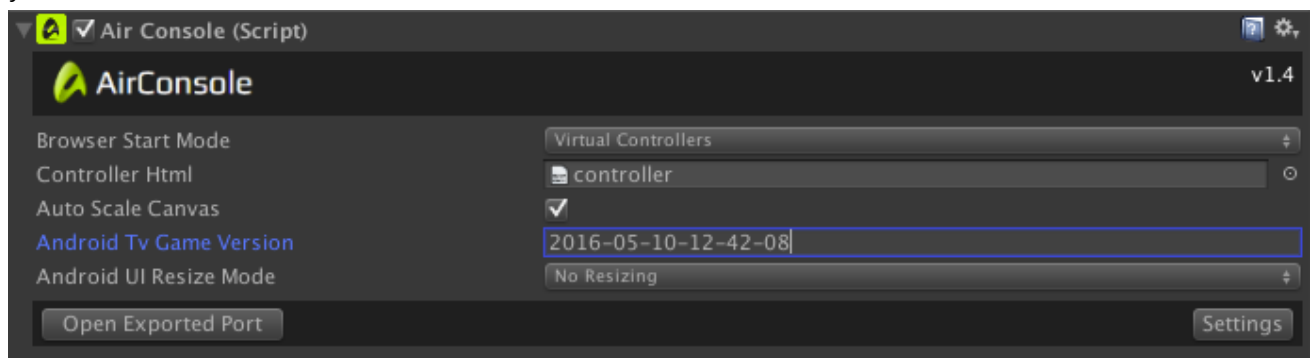 Air Console (Script)
AirConsole
v1.4
Browser Start Mode Virtual Controllers
Controller Html controller
Auto Scale Canvas
Android Tv Game Version 2016-05-10-12-42-08
Android UI Resize Mode No Resizing
Open Exported Port Settings